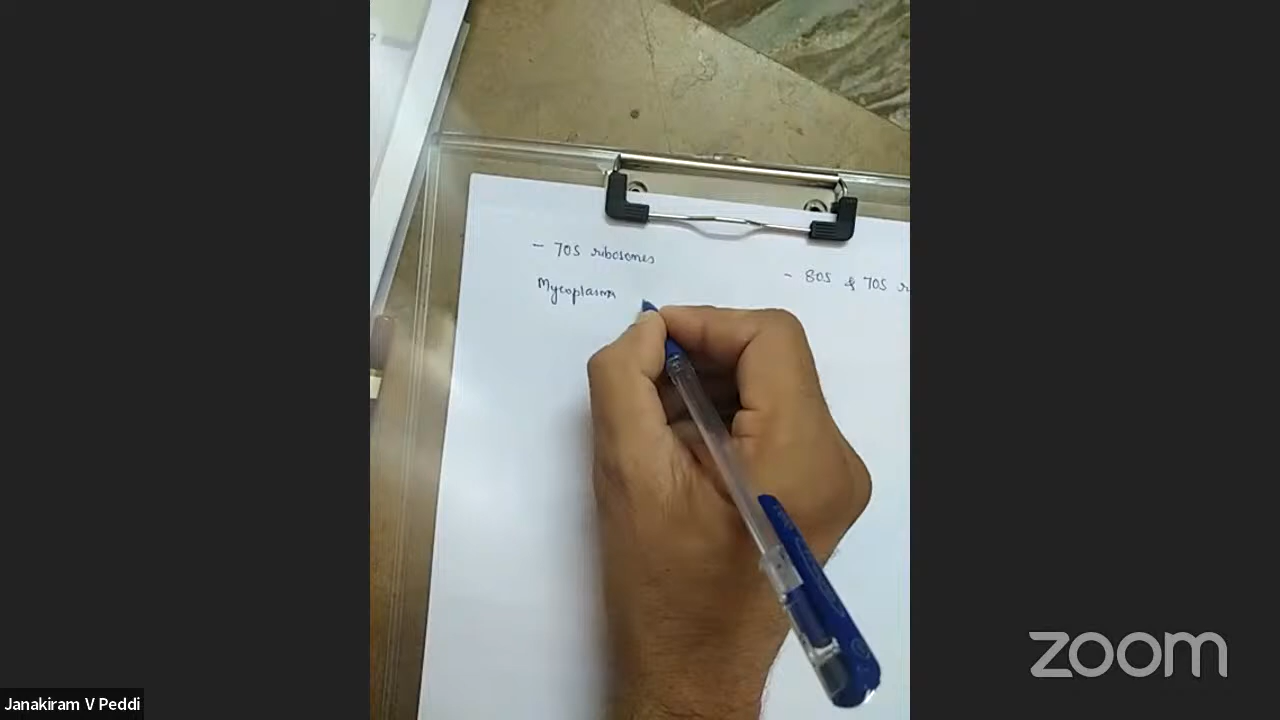 - 70S ribosomes
- 80S & 70S r
Mycoplasma
zoom
Janakiram V Peddi